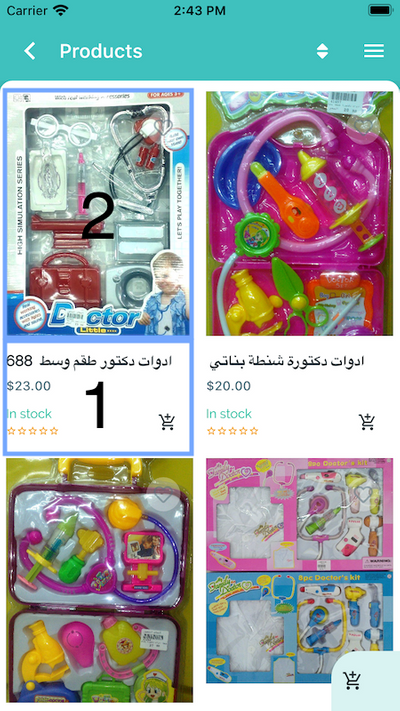 Carrier
2:43 PM
Products
HIGH SIMULATION SERIES
FOR AGES 3+
LET'S PLAY TOGETHER!
2
Doctor
Little
ادوات دكتور طقم وسط 688
$23.00
1
In stock
ادوات دكتورة شنطة بناتي
$20.00
In stock
8pc Doctor's kit
WARNING
8pc Doctor's kit